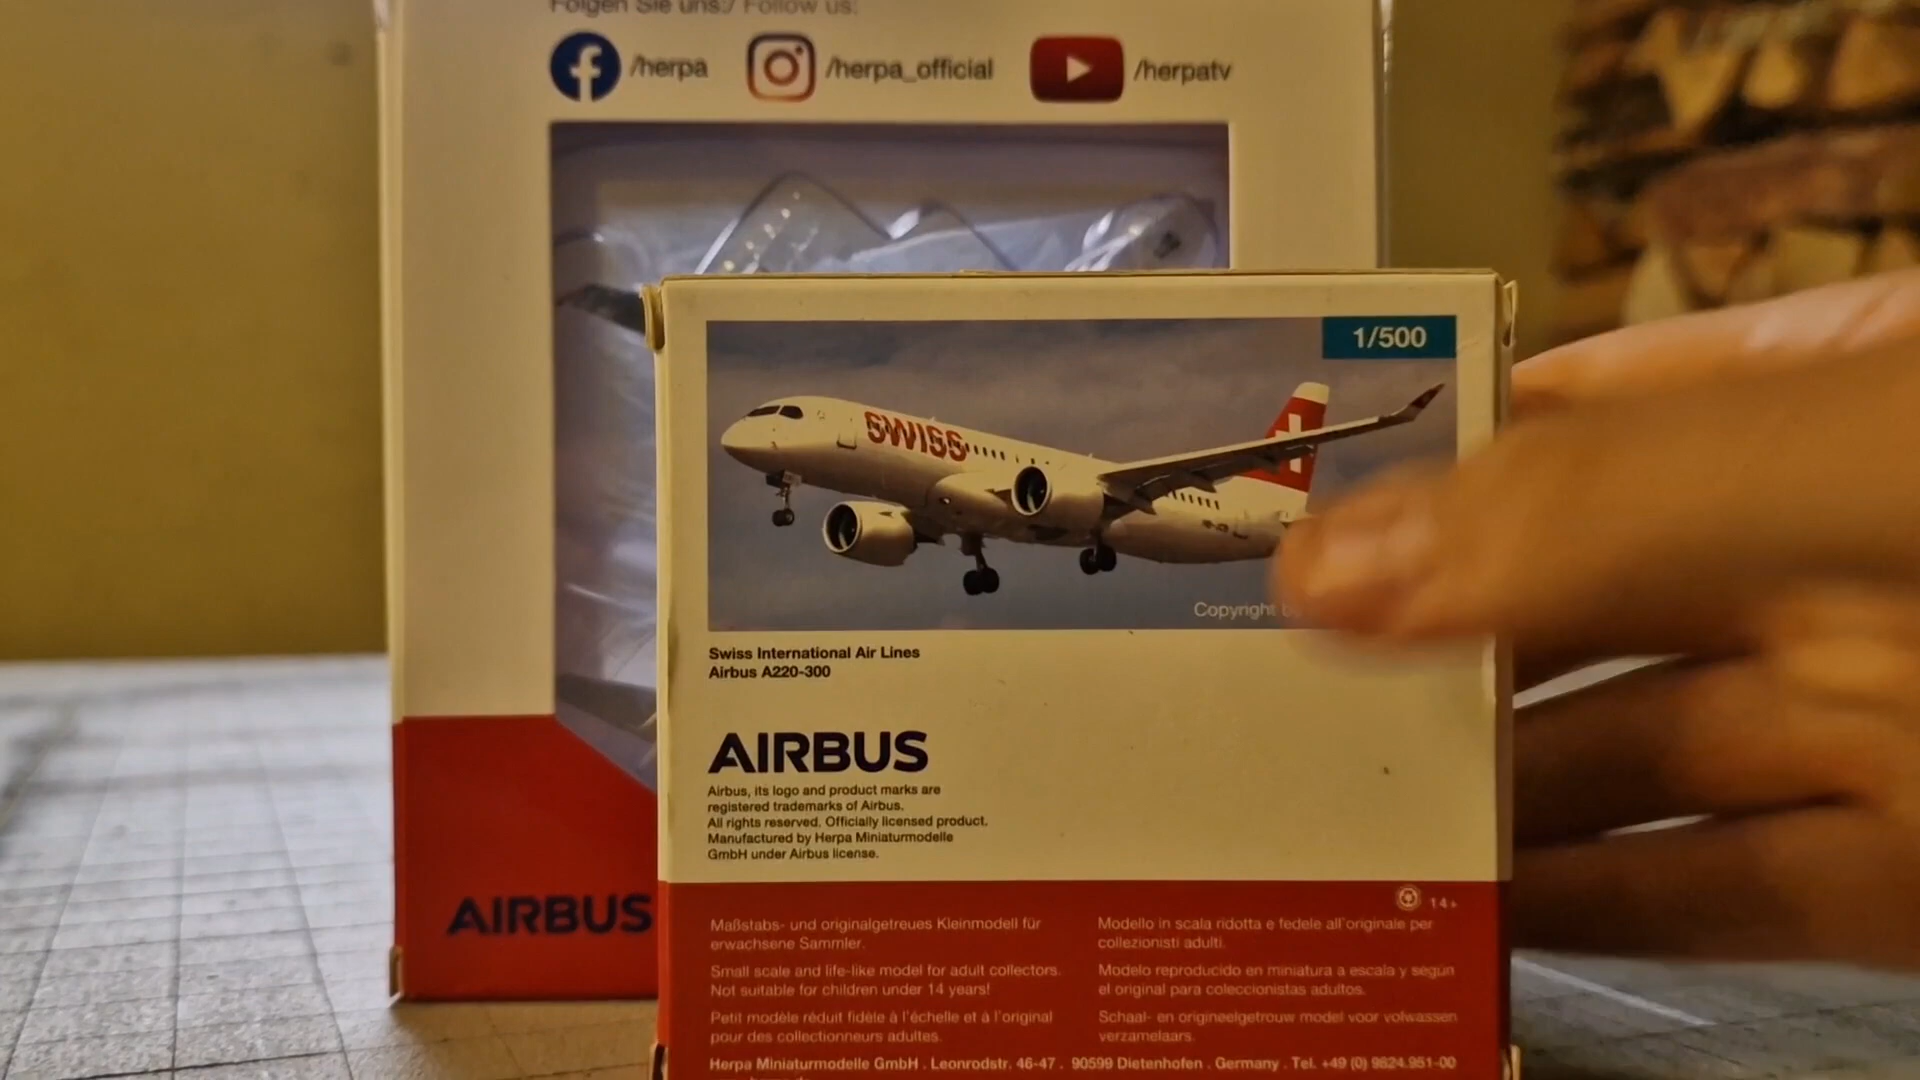 Folgen Sie uns:/ Follow us:
/herpa /herpa_official /herpatv
1/500
SWISS
Copyright
Swiss International Air Lines
Airbus A220-300
AIRBUS
Airbus, its logo and product marks are
registered trademarks of Airbus.
All rights reserved. Officially licensed product.
Manufactured by Herpa Miniaturmodelle
GmbH under Airbus license.
AIRBUS
14+
Maßstabs- und originalgetreues Kleinmodell für
erwachsene Sammler.
Small scale and life-like model for adult collectors.
Not suitable for children under 14 years!
Petit modèle réduit fidèle à l'échelle et à l'original
pour des collectionneurs adultes.
Modello in scala ridotta e fedele all'originale per
collezionisti adulti.
Modelo reproducido en miniatura a escala y según
el original para coleccionistas adultos.
Schaal- en origineelgetrouw model voor volwassen
verzamelaars.
Herpa Miniaturmodelle GmbH . Leonrodstr. 46-47 . 90599 Dietenhofen . Germany . Tel. +49 (0) 9824.951-00